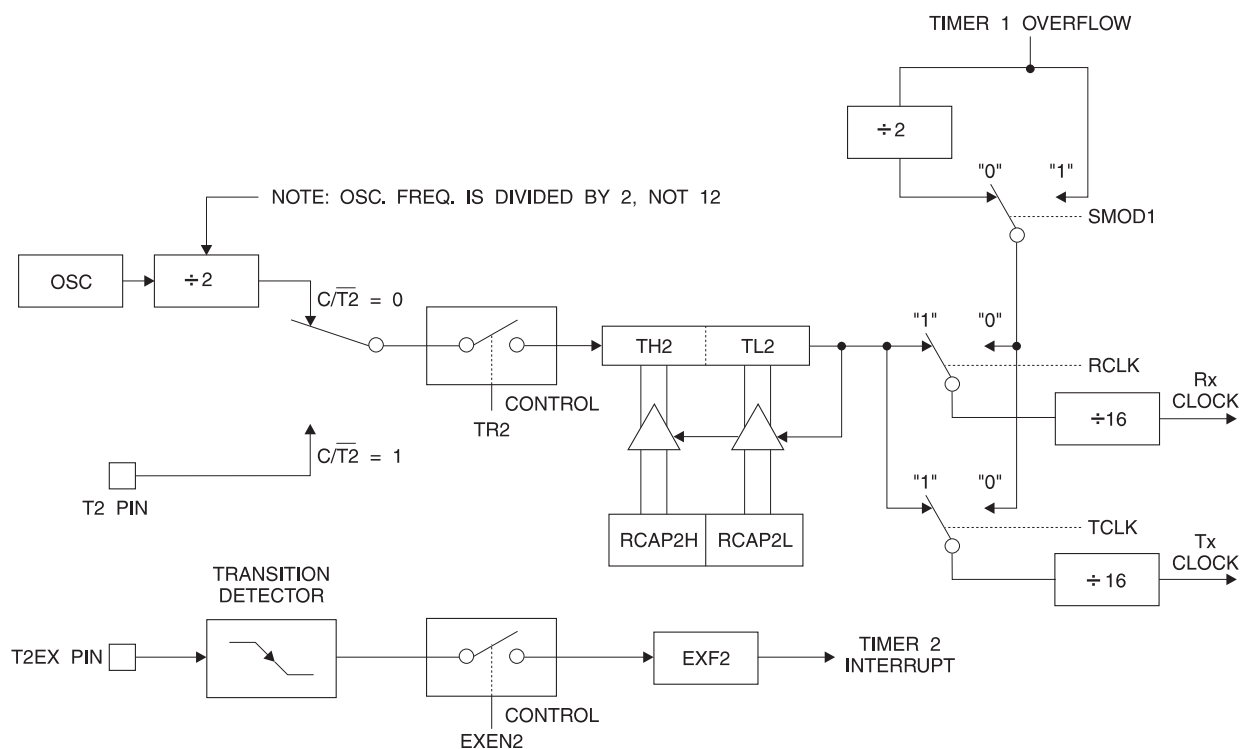 TIMER 1 OVERFLOW
÷2
"0" "1"
NOTE: OSC. FREQ. IS DIVIDED BY 2, NOT 12
SMOD1
OSC
÷2
C/T2̅ = 0
"1" "0"
TH2 TL2
RCLK
Rx
CLOCK
CONTROL
TR2
÷16
C/T2̅ = 1
T2 PIN
"1" "0"
RCAP2H RCAP2L
TCLK
Tx
CLOCK
÷16
TRANSITION
DETECTOR
T2EX PIN
EXF2
TIMER 2
INTERRUPT
CONTROL
EXEN2